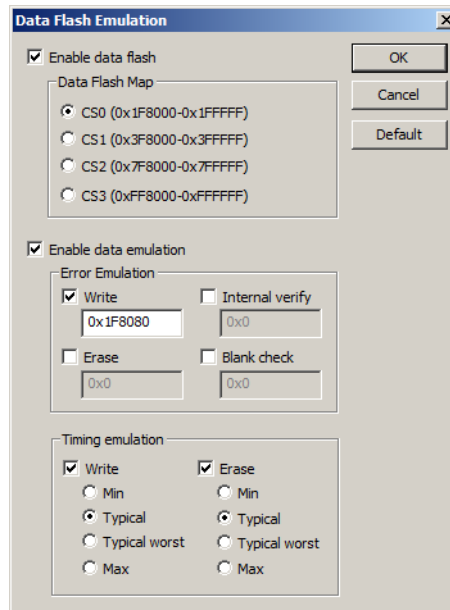 Data Flash Emulation
Enable data flash
OK
Data Flash Map
Cancel
CS0 (0x1F8000-0x1FFFFF)
CS1 (0x3F8000-0x3FFFFF)
Default
CS2 (0x7F8000-0x7FFFFF)
CS3 (0xFF8000-0xFFFFFF)
Enable data emulation
Error Emulation
Write Internal verify
0x1F8080 0x0
Erase Blank check
0x0 0x0
Timing emulation
Write Erase
Min Min
Typical Typical
Typical worst Typical worst
Max Max